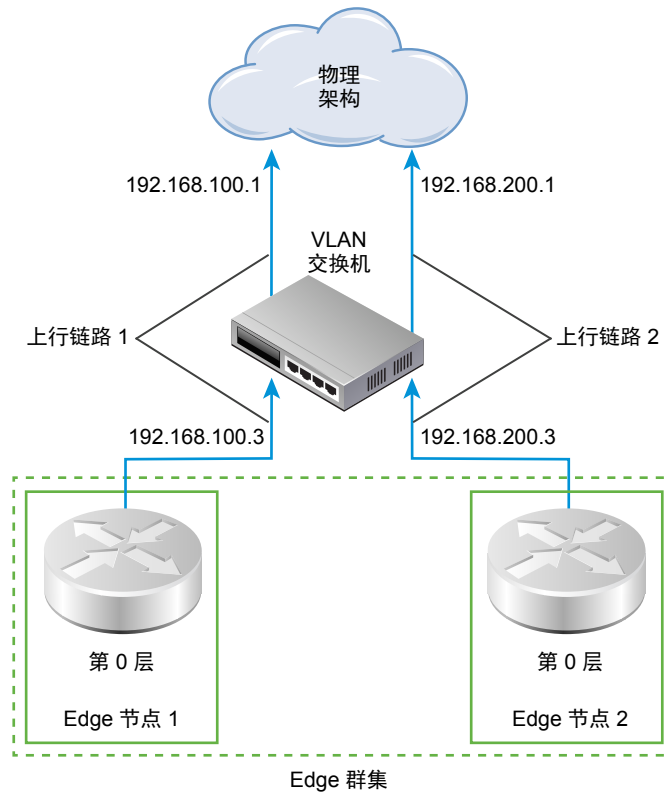 物理
架构
192.168.100.1
192.168.200.1
VLAN
交换机
上行链路 1
上行链路 2
192.168.100.3
192.168.200.3
第 0 层
第 0 层
Edge 节点 1
Edge 节点 2
Edge 群集